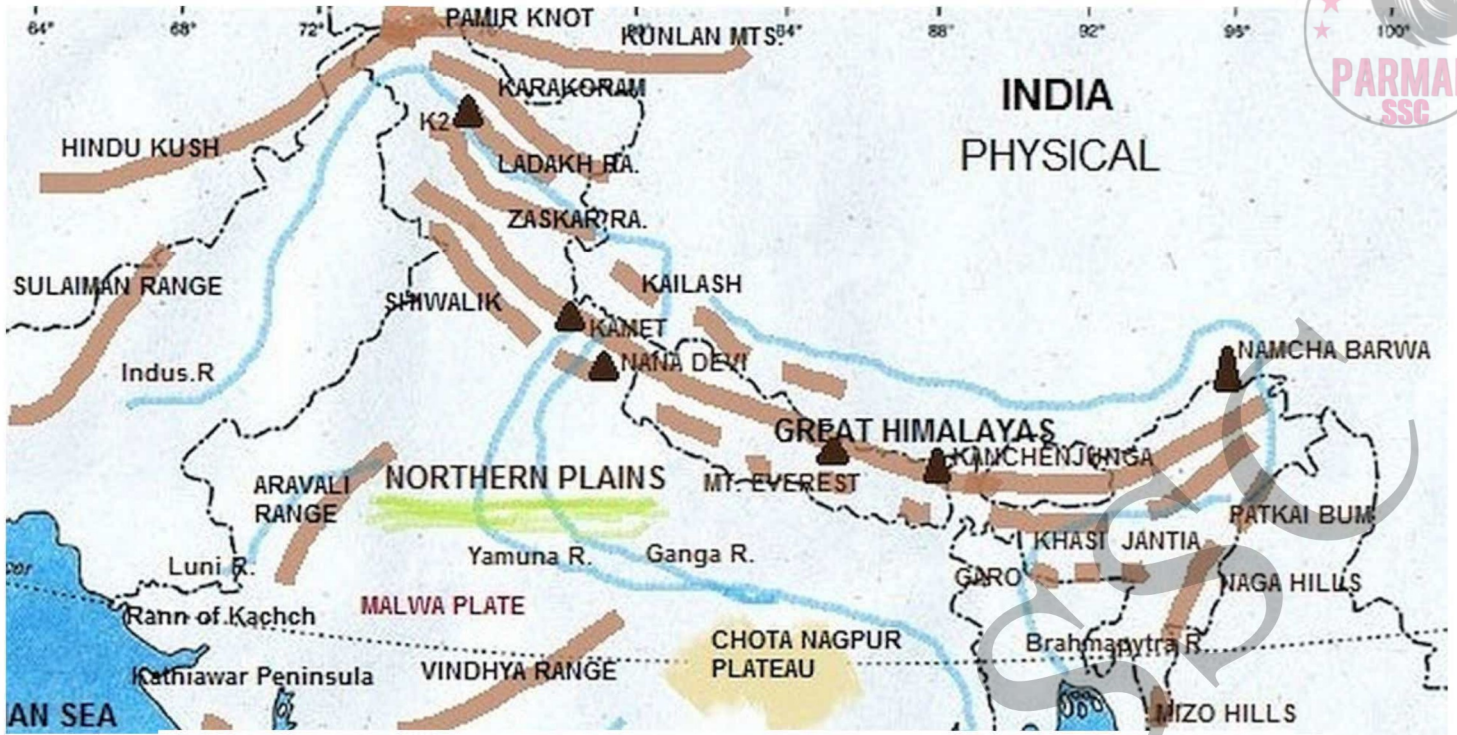 64°
68°
72°
84°
88°
95°
100°
PAMIR KNOT
KUNLAN MTS.
KARAKORAM
K2
INDIA
PHYSICAL
PARMAR
SSC
HINDU KUSH
LADAKH RA.
ZASKAR RA.
SULAIMAN RANGE
KAILASH
SHIWALIK
KAMET
NANA DEVI
NAMCHA BARWA
Indus.R
GREAT HIMALAYAS
KANCHENJUNGA
MT. EVEREST
NORTHERN PLAINS
ARAVALI
RANGE
PATKAI BUM
KHASI JANTIA
Yamuna R.
Ganga R.
Luni R.
GARO
NAGA HILLS
Rann of Kachch
MALWA PLATE
CHOTA NAGPUR
PLATEAU
Brahmapytra R.
VINDHYA RANGE
Kathiawar Peninsula
AN SEA
MIZO HILLS
SSC